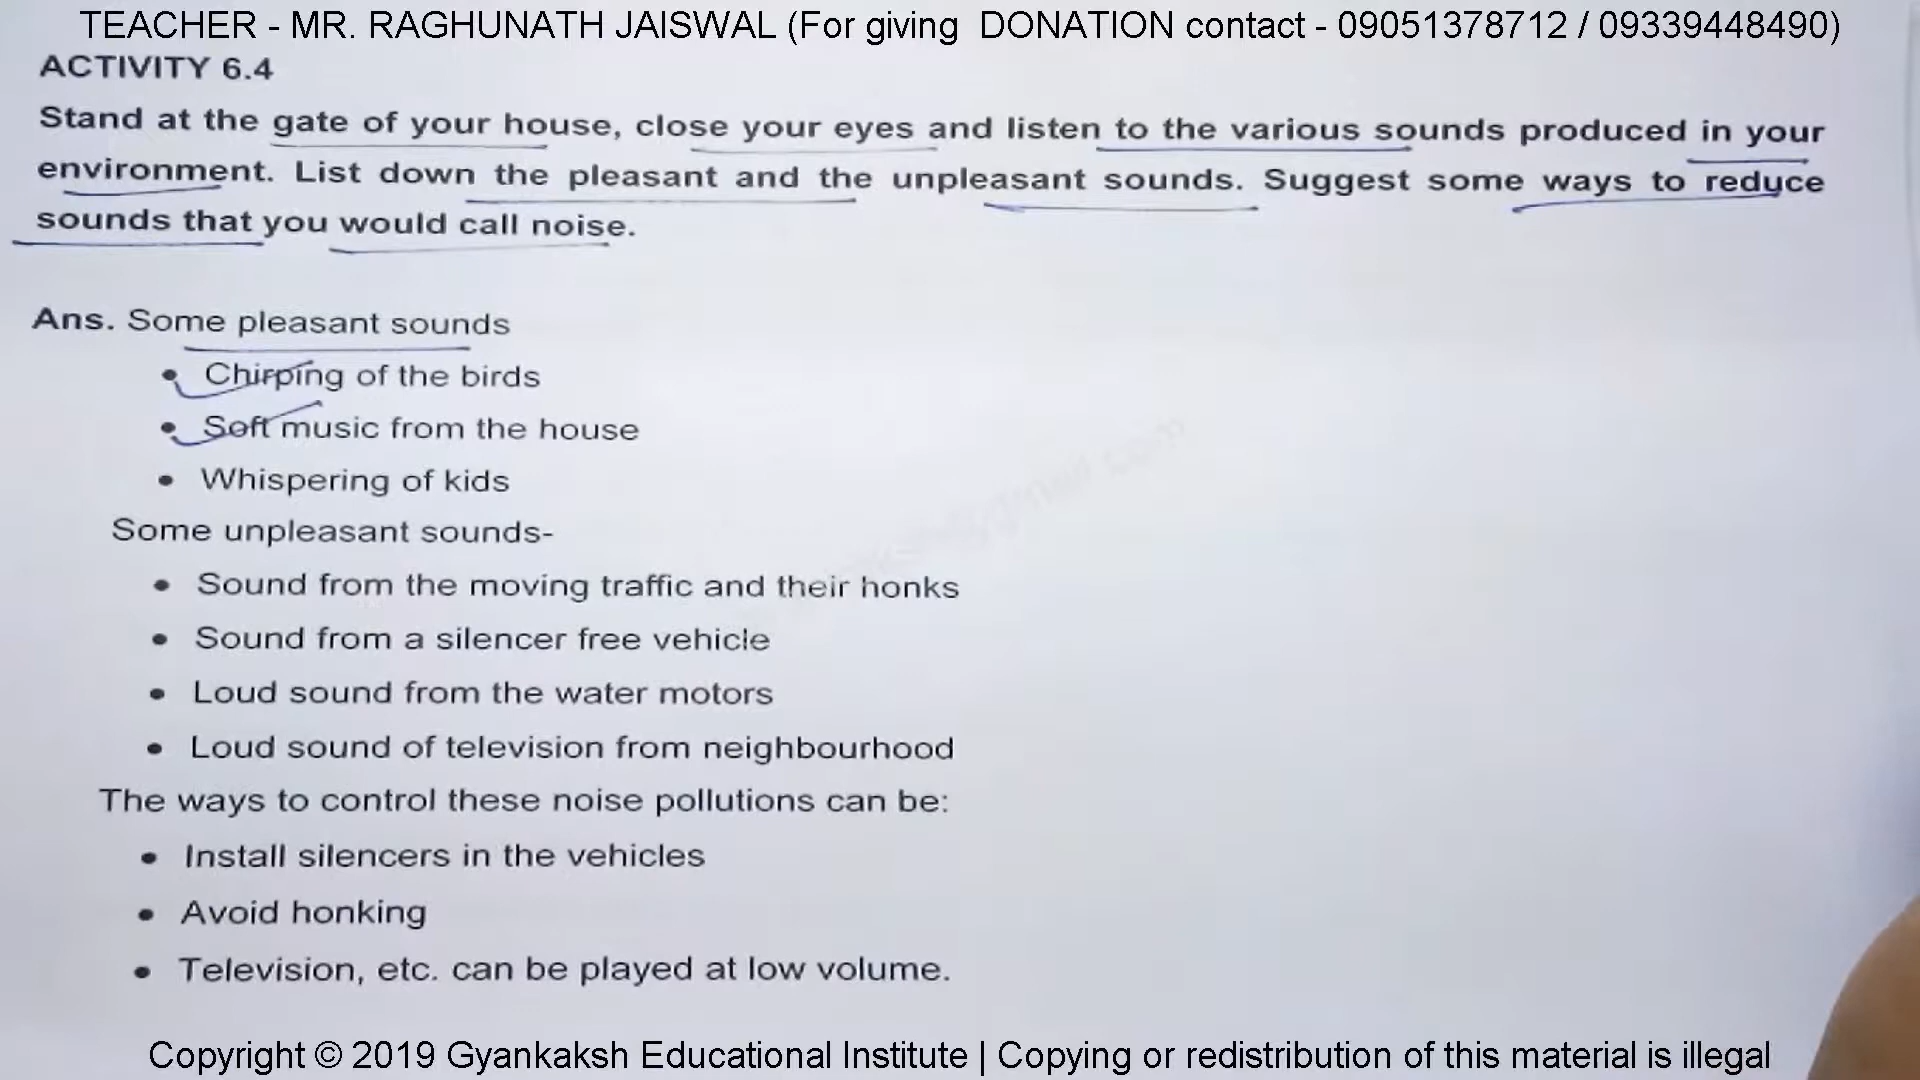 TEACHER - MR. RAGHUNATH JAISWAL (For giving DONATION contact - 09051378712 / 09339448490)
ACTIVITY 6.4
Stand at the gate of your house, close your eyes and listen to the various sounds produced in your
environment. List down the pleasant and the unpleasant sounds. Suggest some ways to reduce
sounds that you would call noise.
Ans. Some pleasant sounds
• Chirping of the birds
• Soft music from the house
• Whispering of kids
Some unpleasant sounds-
• Sound from the moving traffic and their honks
• Sound from a silencer free vehicle
• Loud sound from the water motors
• Loud sound of television from neighbourhood
The ways to control these noise pollutions can be:
• Install silencers in the vehicles
• Avoid honking
• Television, etc. can be played at low volume.
Copyright © 2019 Gyankaksh Educational Institute | Copying or redistribution of this material is illegal